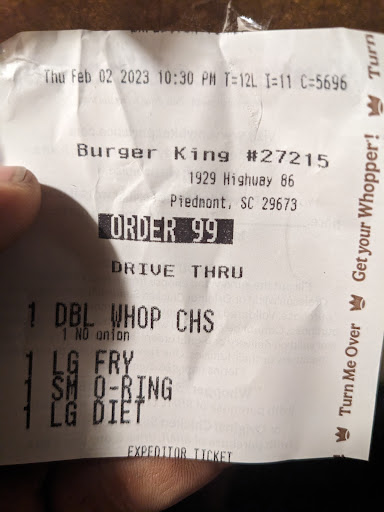 Thu Feb 02 2023 10:30 PM T=12L I=11 C=5696
Burger King #27215
1929 Highway 86
Piedmont, SC 29673
ORDER 99
DRIVE THRU
1 DBL WHOP CHS
1 NO onion
1 LG FRY
1 SM O-RING
1 LG DIET
EXPEDITOR TICKET
Turn Me Over Get your Whopper! Turn